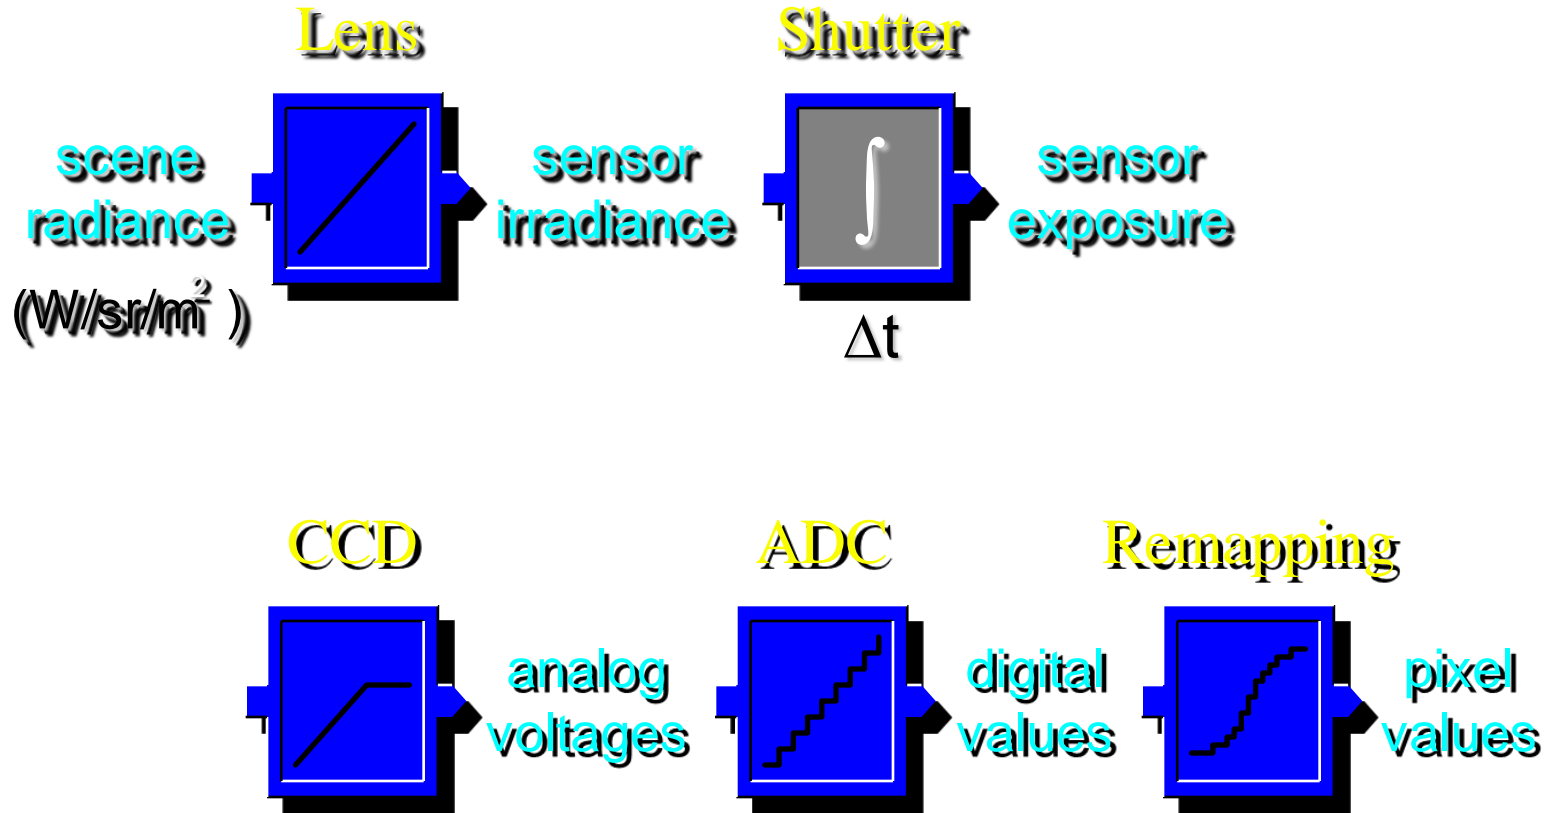 Lens
Shutter
scene
radiance
(W/sr/m² )
sensor
irradiance
∫
Δt
sensor
exposure
CCD
ADC
Remapping
analog
voltages
digital
values
pixel
values